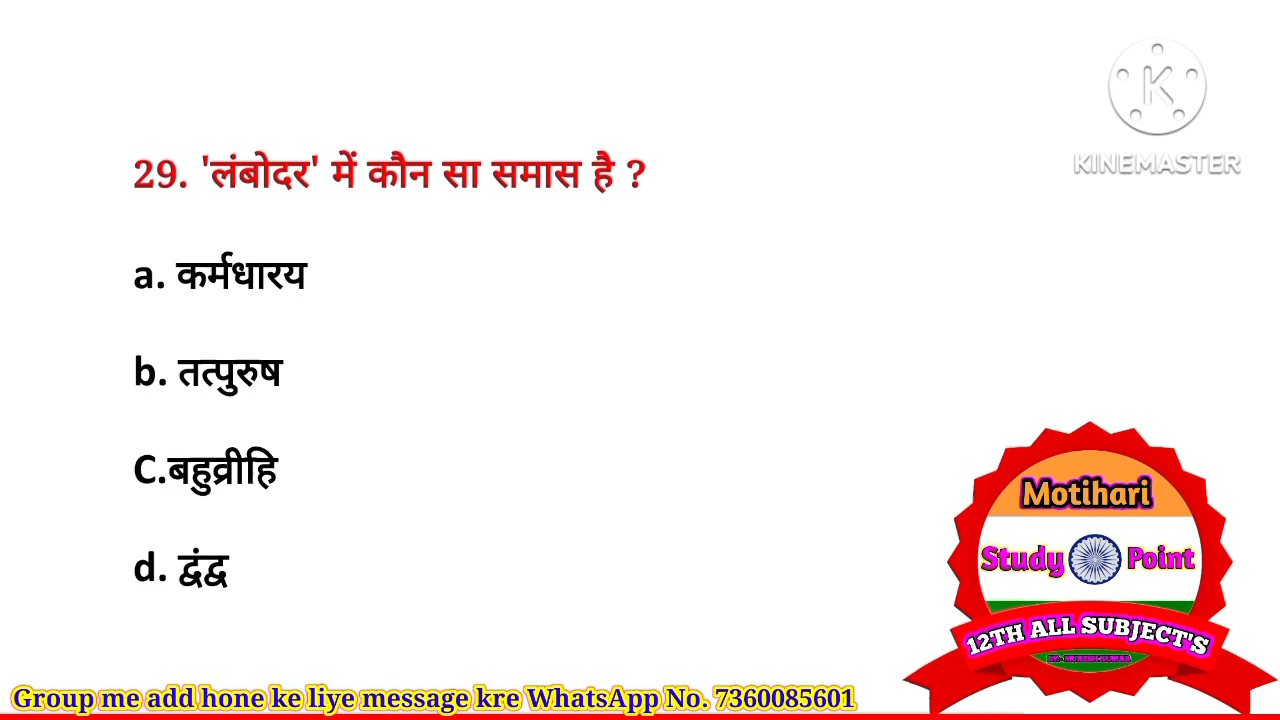 KINEMASTER
29. 'लंबोदर' में कौन सा समास है ?
a. कर्मधारय
b. तत्पुरुष
C.बहुव्रीहि
d. द्वंद्व
Motihari
Study Point
12TH ALL SUBJECT'S
Group me add hone ke liye message kre WhatsApp No. 7360085601